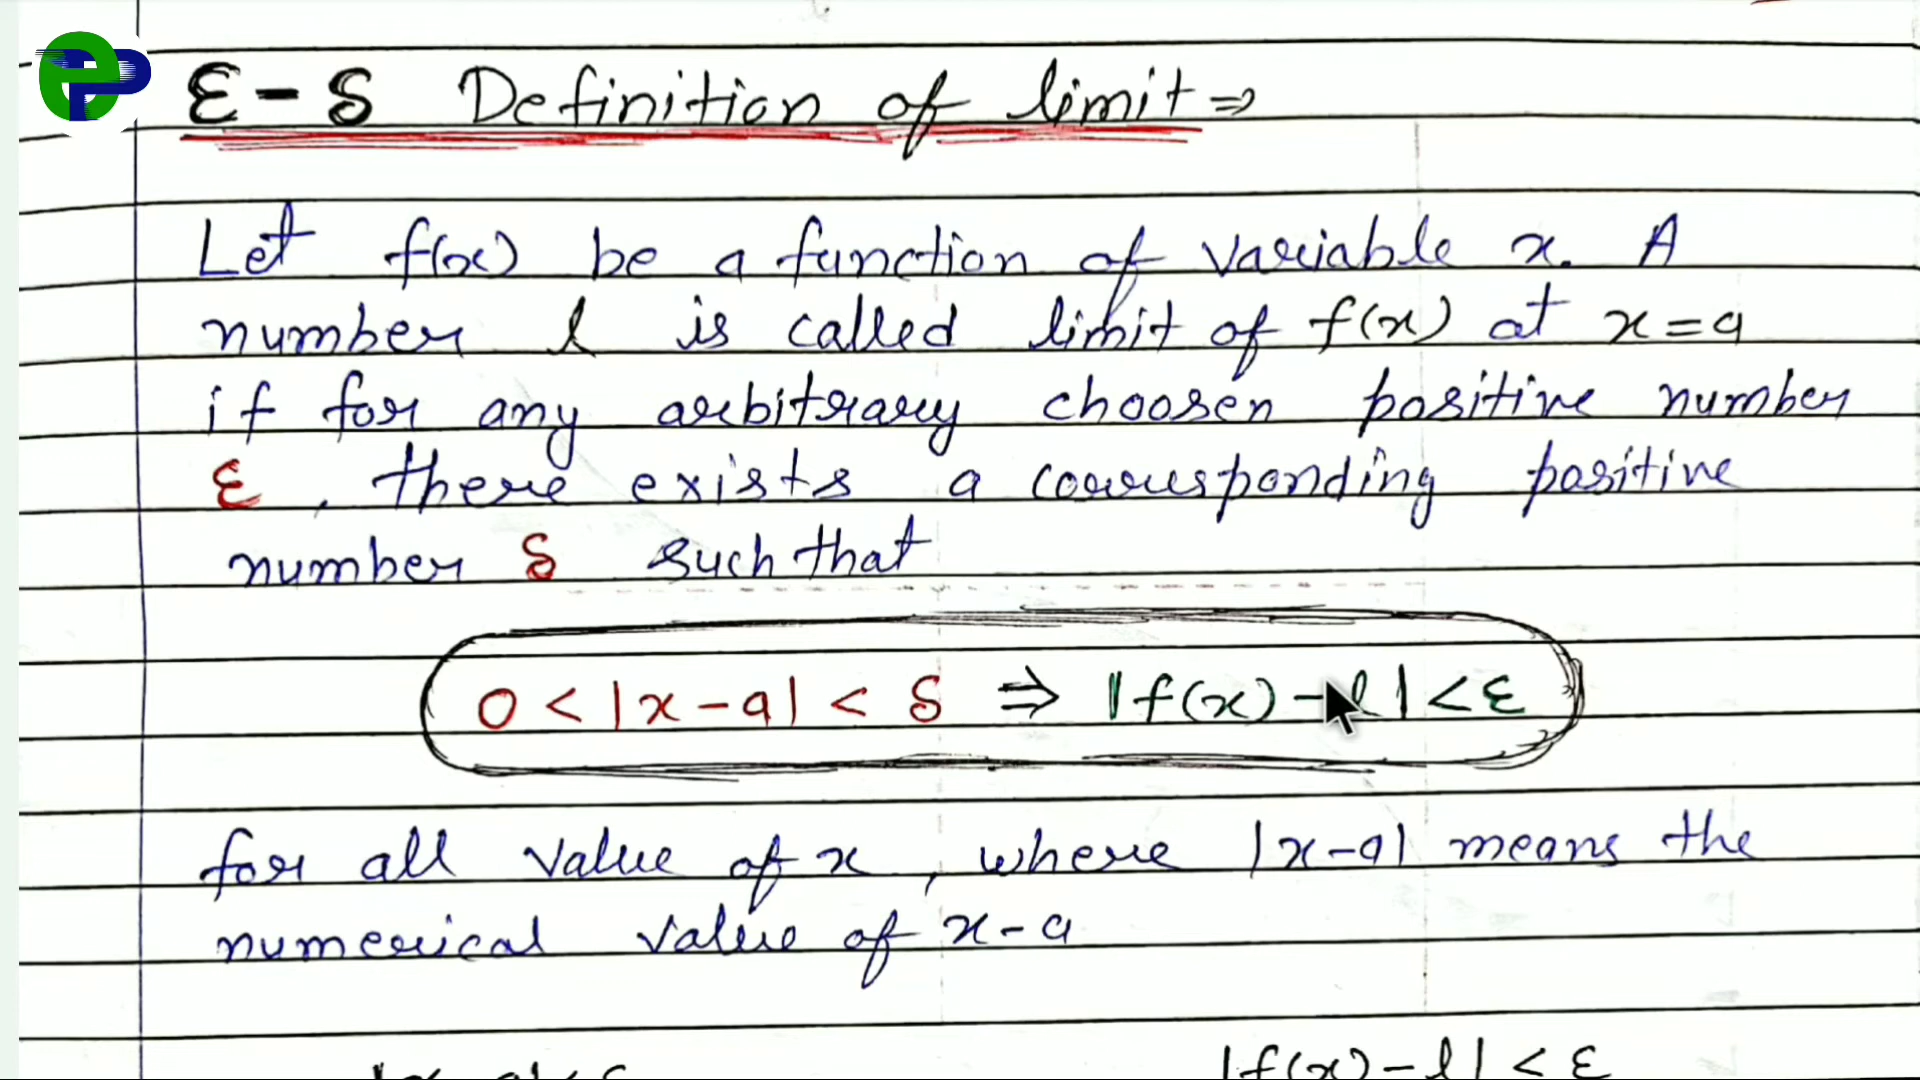 ε-δ Definition of limit ⇒
Let f(x) be a function of variable x. A
number l is called limit of f(x) at x=a
if for any arbitrary choosen positive number
ε, there exists a corresponding positive
number δ such that
0 < |x-a| < δ ⇒ |f(x)-l| < ε
for all value of x, where |x-a| means the
numerical value of x-a
|f(x)-l| < ε